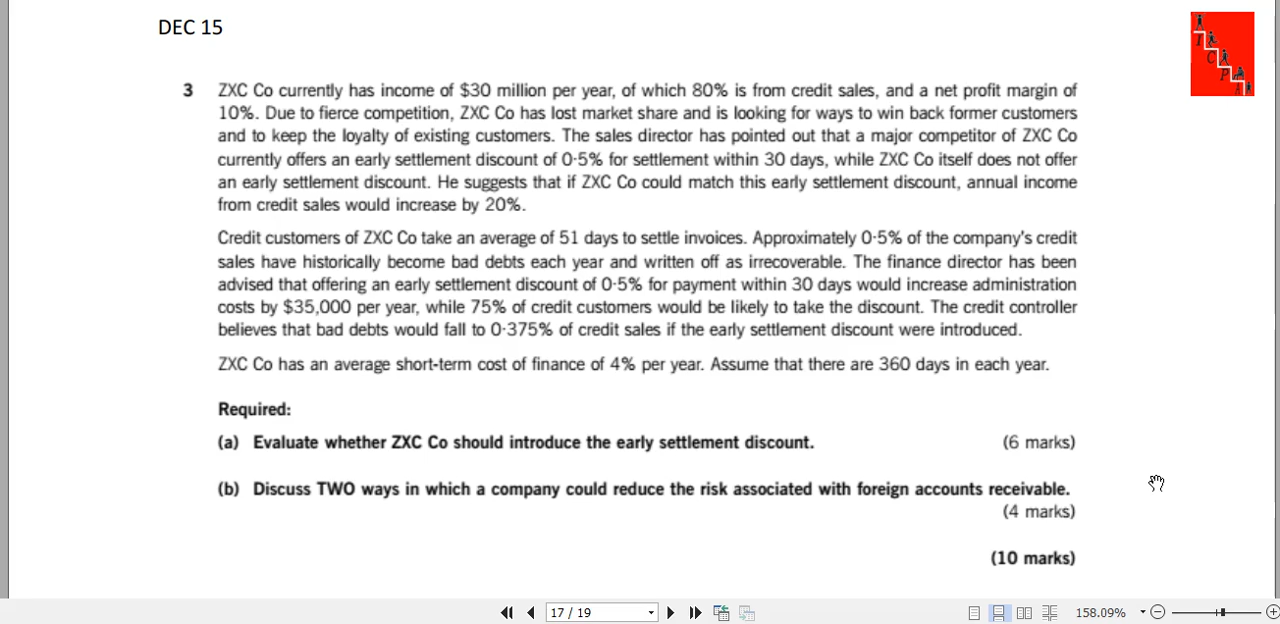 DEC 15
I
C
P
A
3 ZXC Co currently has income of $30 million per year, of which 80% is from credit sales, and a net profit margin of
10%. Due to fierce competition, ZXC Co has lost market share and is looking for ways to win back former customers
and to keep the loyalty of existing customers. The sales director has pointed out that a major competitor of ZXC Co
currently offers an early settlement discount of 0·5% for settlement within 30 days, while ZXC Co itself does not offer
an early settlement discount. He suggests that if ZXC Co could match this early settlement discount, annual income
from credit sales would increase by 20%.
Credit customers of ZXC Co take an average of 51 days to settle invoices. Approximately 0·5% of the company's credit
sales have historically become bad debts each year and written off as irrecoverable. The finance director has been
advised that offering an early settlement discount of 0·5% for payment within 30 days would increase administration
costs by $35,000 per year, while 75% of credit customers would be likely to take the discount. The credit controller
believes that bad debts would fall to 0·375% of credit sales if the early settlement discount were introduced.
ZXC Co has an average short-term cost of finance of 4% per year. Assume that there are 360 days in each year.
Required:
(a) Evaluate whether ZXC Co should introduce the early settlement discount. (6 marks)
(b) Discuss TWO ways in which a company could reduce the risk associated with foreign accounts receivable.
(4 marks)
(10 marks)
17 / 19
158.09%